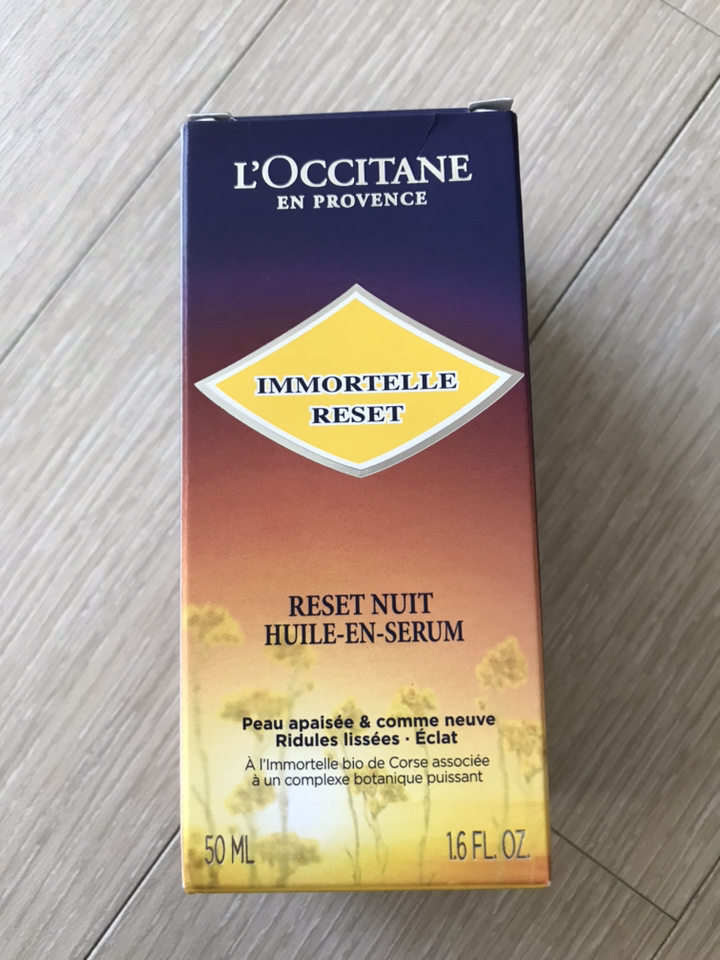 L'OCCITANE
EN PROVENCE
IMMORTELLE
RESET
RESET NUIT
HUILE-EN-SERUM
Peau apaisée & comme neuve
Ridules lissées · Éclat
À l'Immortelle bio de Corse associée
à un complexe botanique puissant
50 ML 1.6 FL. OZ.